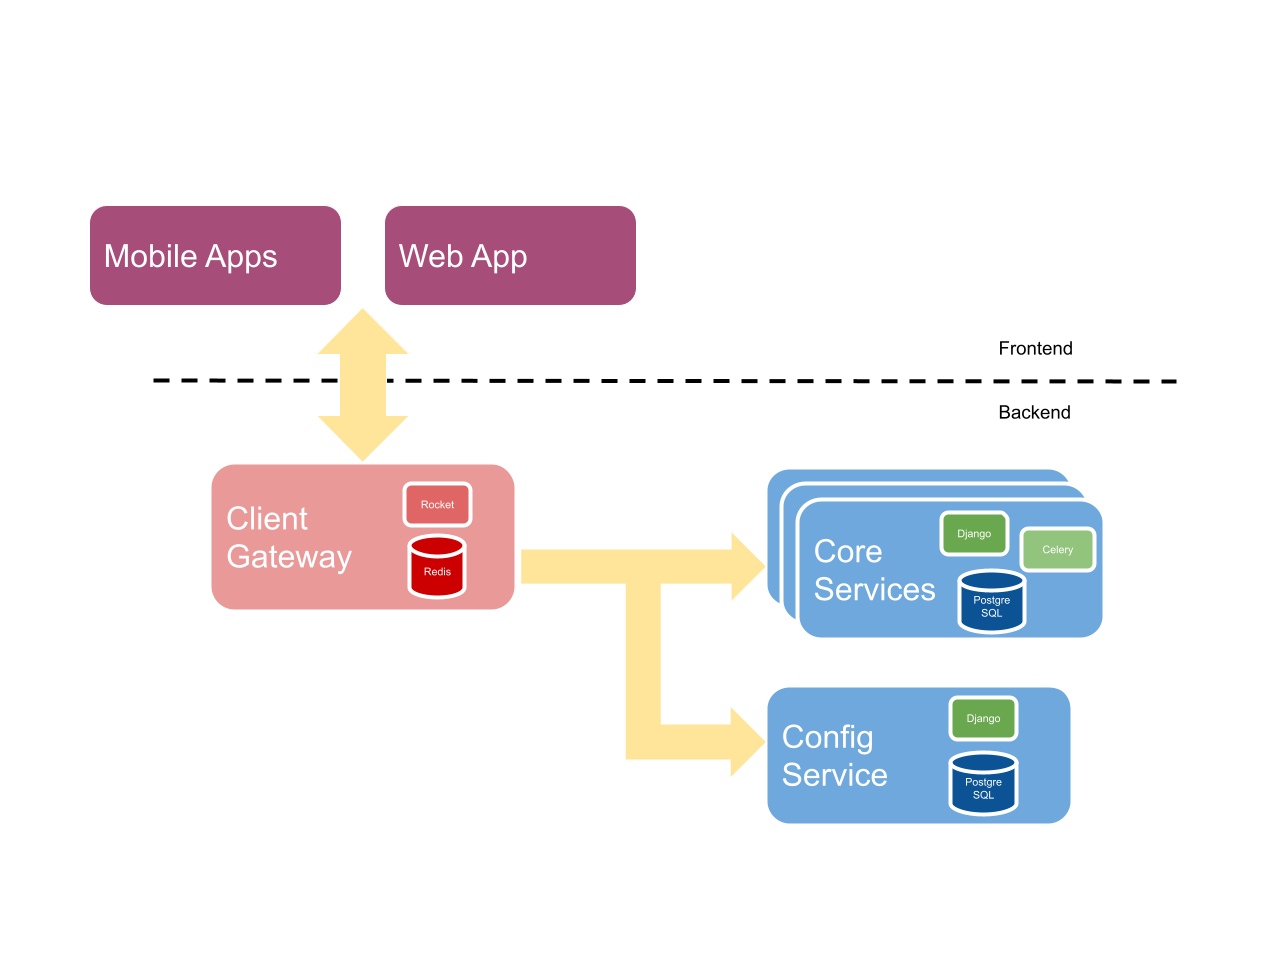 Mobile Apps
Web App
Frontend
Backend
Client
Gateway
Rocket
Redis
Core
Services
Django
Celery
Postgre
SQL
Config
Service
Django
Postgre
SQL